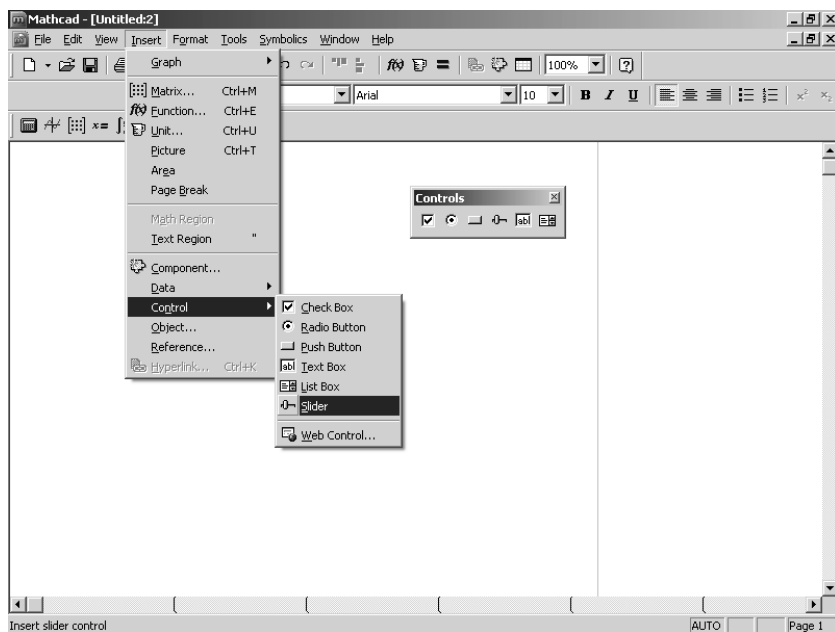 Mathcad - [Untitled:2]
File Edit View Insert Format Tools Symbolics Window Help
100%
Arial 10 B I U
Graph
Matrix... Ctrl+M
Function... Ctrl+E
Unit... Ctrl+U
Picture Ctrl+T
Area
Page Break
Math Region
Text Region "
Component...
Data
Control
Object...
Reference...
Hyperlink... Ctrl+K
Check Box
Radio Button
Push Button
Text Box
List Box
Slider
Web Control...
Controls
Insert slider control AUTO Page 1